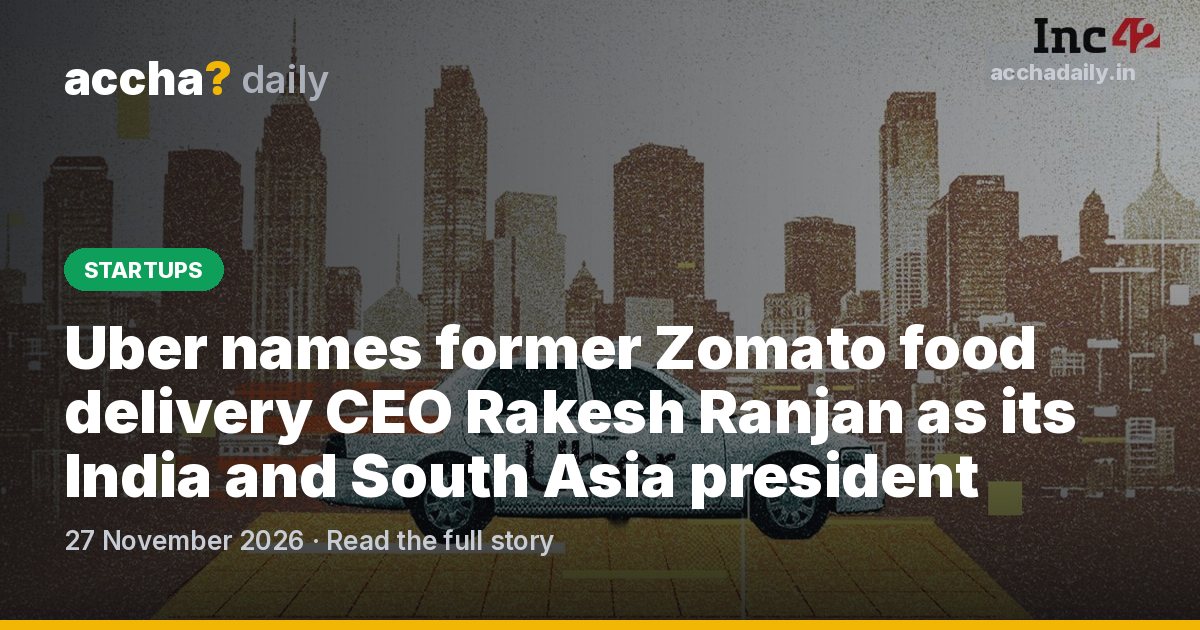 Inc42
accha? daily
acchadaily.in
STARTUPS
Uber names former Zomato food
delivery CEO Rakesh Ranjan as its
India and South Asia president
Uber
27 November 2026 · Read the full story